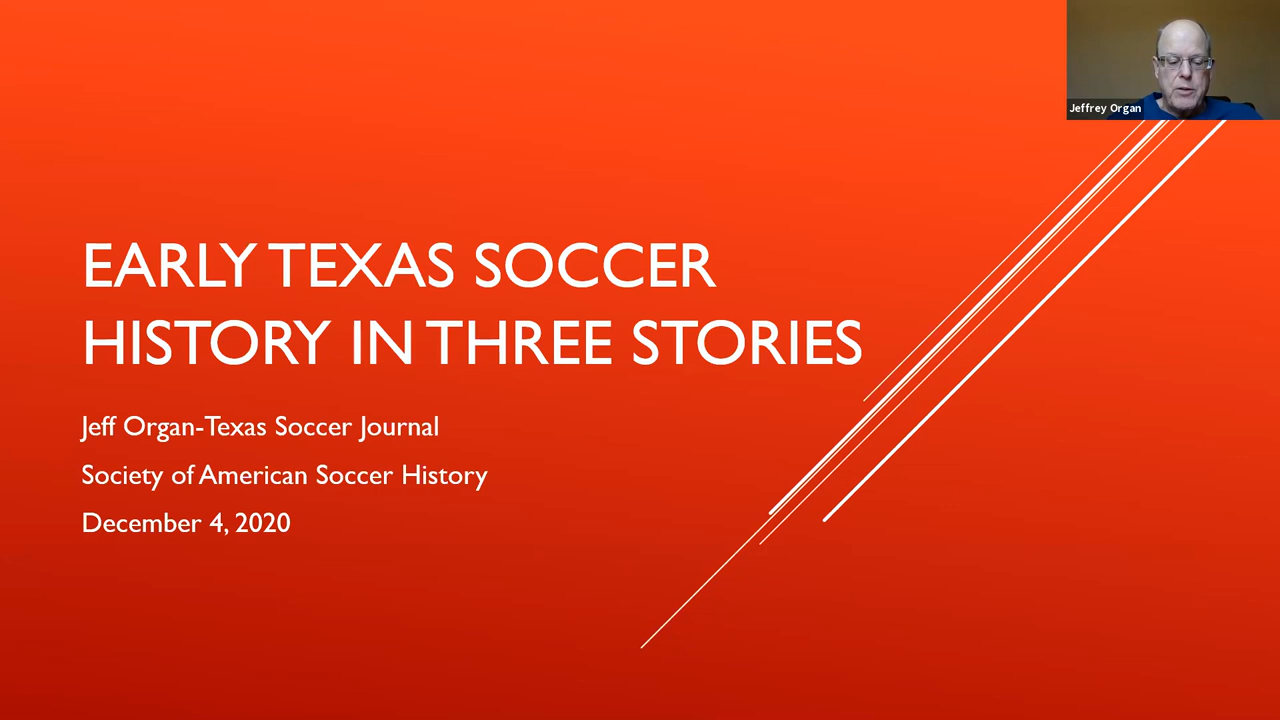 Jeffrey Organ
EARLY TEXAS SOCCER
HISTORY IN THREE STORIES
Jeff Organ-Texas Soccer Journal
Society of American Soccer History
December 4, 2020